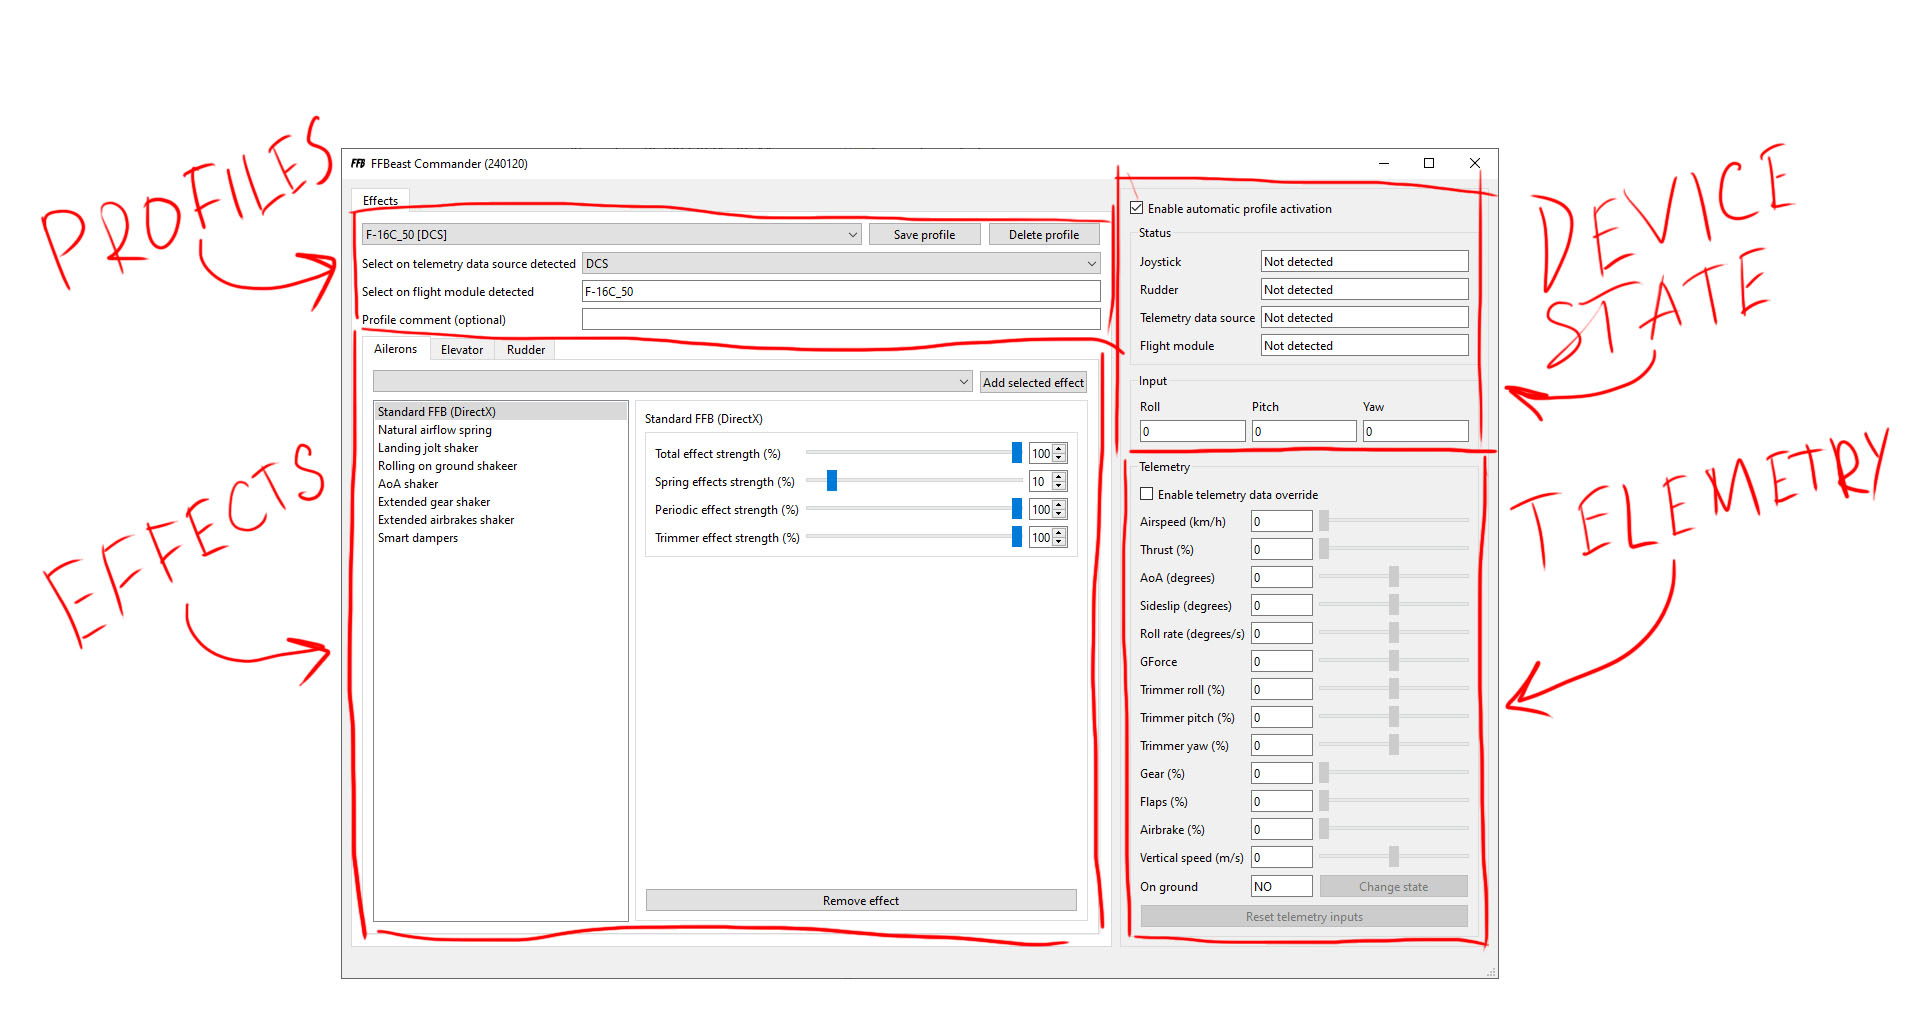 PROFILES
EFFECTS
DEVICE
STATE
TELEMETRY
FFB FFBeast Commander (240120)
Effects
F-16C_50 [DCS]
Save profile
Delete profile
Select on telemetry data source detected DCS
Select on flight module detected F-16C_50
Profile comment (optional)
Ailerons Elevator Rudder
Add selected effect
Standard FFB (DirectX)
Natural airflow spring
Landing jolt shaker
Rolling on ground shakeer
AoA shaker
Extended gear shaker
Extended airbrakes shaker
Smart dampers
Standard FFB (DirectX)
Total effect strength (%) 100
Spring effects strength (%) 10
Periodic effect strength (%) 100
Trimmer effect strength (%) 100
Remove effect
Enable automatic profile activation
Status
Joystick Not detected
Rudder Not detected
Telemetry data source Not detected
Flight module Not detected
Input
Roll Pitch Yaw
0 0 0
Telemetry
Enable telemetry data override
Airspeed (km/h) 0
Thrust (%) 0
AoA (degrees) 0
Sideslip (degrees) 0
Roll rate (degrees/s) 0
GForce 0
Trimmer roll (%) 0
Trimmer pitch (%) 0
Trimmer yaw (%) 0
Gear (%) 0
Flaps (%) 0
Airbrake (%) 0
Vertical speed (m/s) 0
On ground NO Change state
Reset telemetry inputs